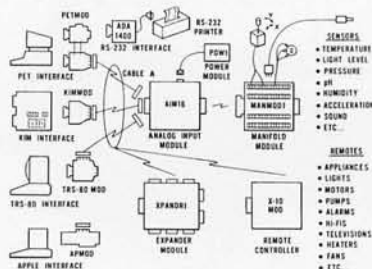 PETMOD
ADA
1400
RS-232
PRINTER
RS-232 INTERFACE
PET INTERFACE
CABLE A
POW1
POWER
MODULE
KIMMOD
AIM16
MANMOD1
KIM INTERFACE
ANALOG INPUT
MODULE
MANIFOLD
MODULE
TRS-80 MOD
TRS-80 INTERFACE
XPANDR1
X-10
MOD
APMOD
APPLE INTERFACE
EXPANDER
MODULE
REMOTE
CONTROLLER
X
Y
Z
SENSORS
• TEMPERATURE
• LIGHT LEVEL
• PRESSURE
• pH
• HUMIDITY
• ACCELERATION
• SOUND
• ETC.
REMOTES
• APPLIANCES
• LIGHTS
• MOTORS
• PUMPS
• ALARMS
• HI-FIS
• TELEVISIONS
• HEATERS
• FANS
• ETC.